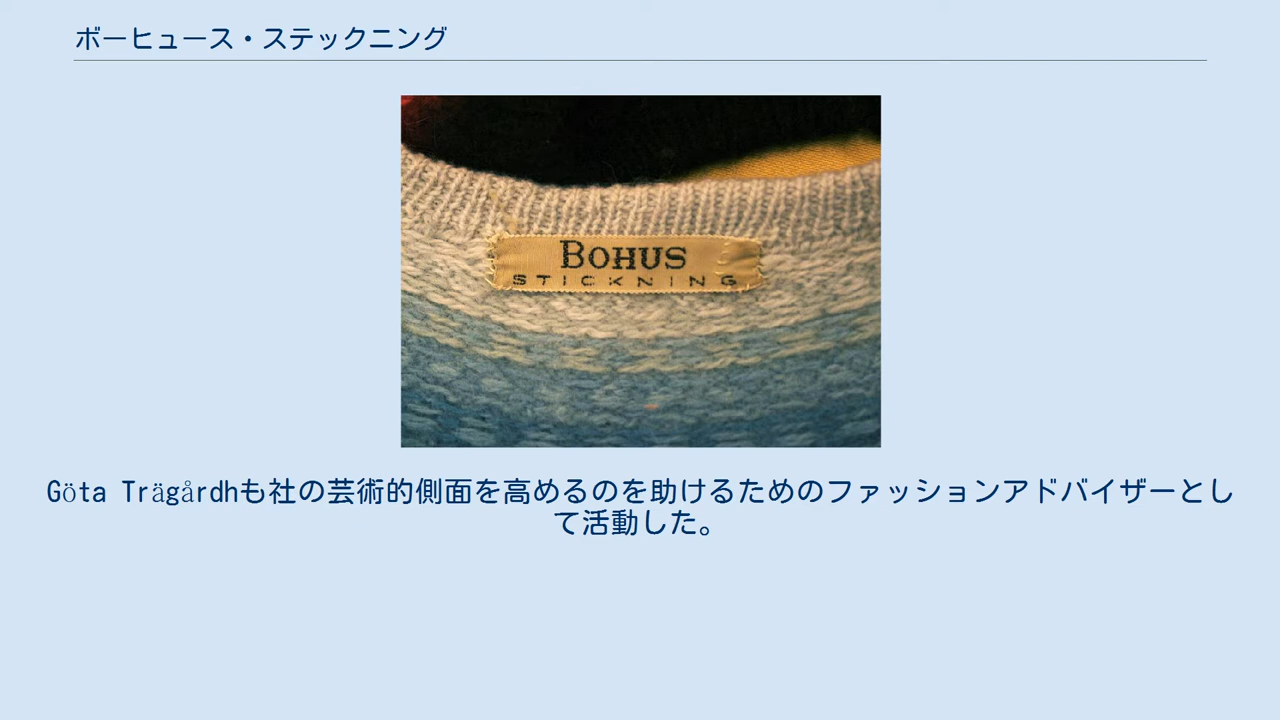 ボーヒュース・ステックニング
BOHUS
STICKNING
Göta Trägårdhも社の芸術的側面を高めるのを助けるためのファッションアドバイザーとし
て活動した。